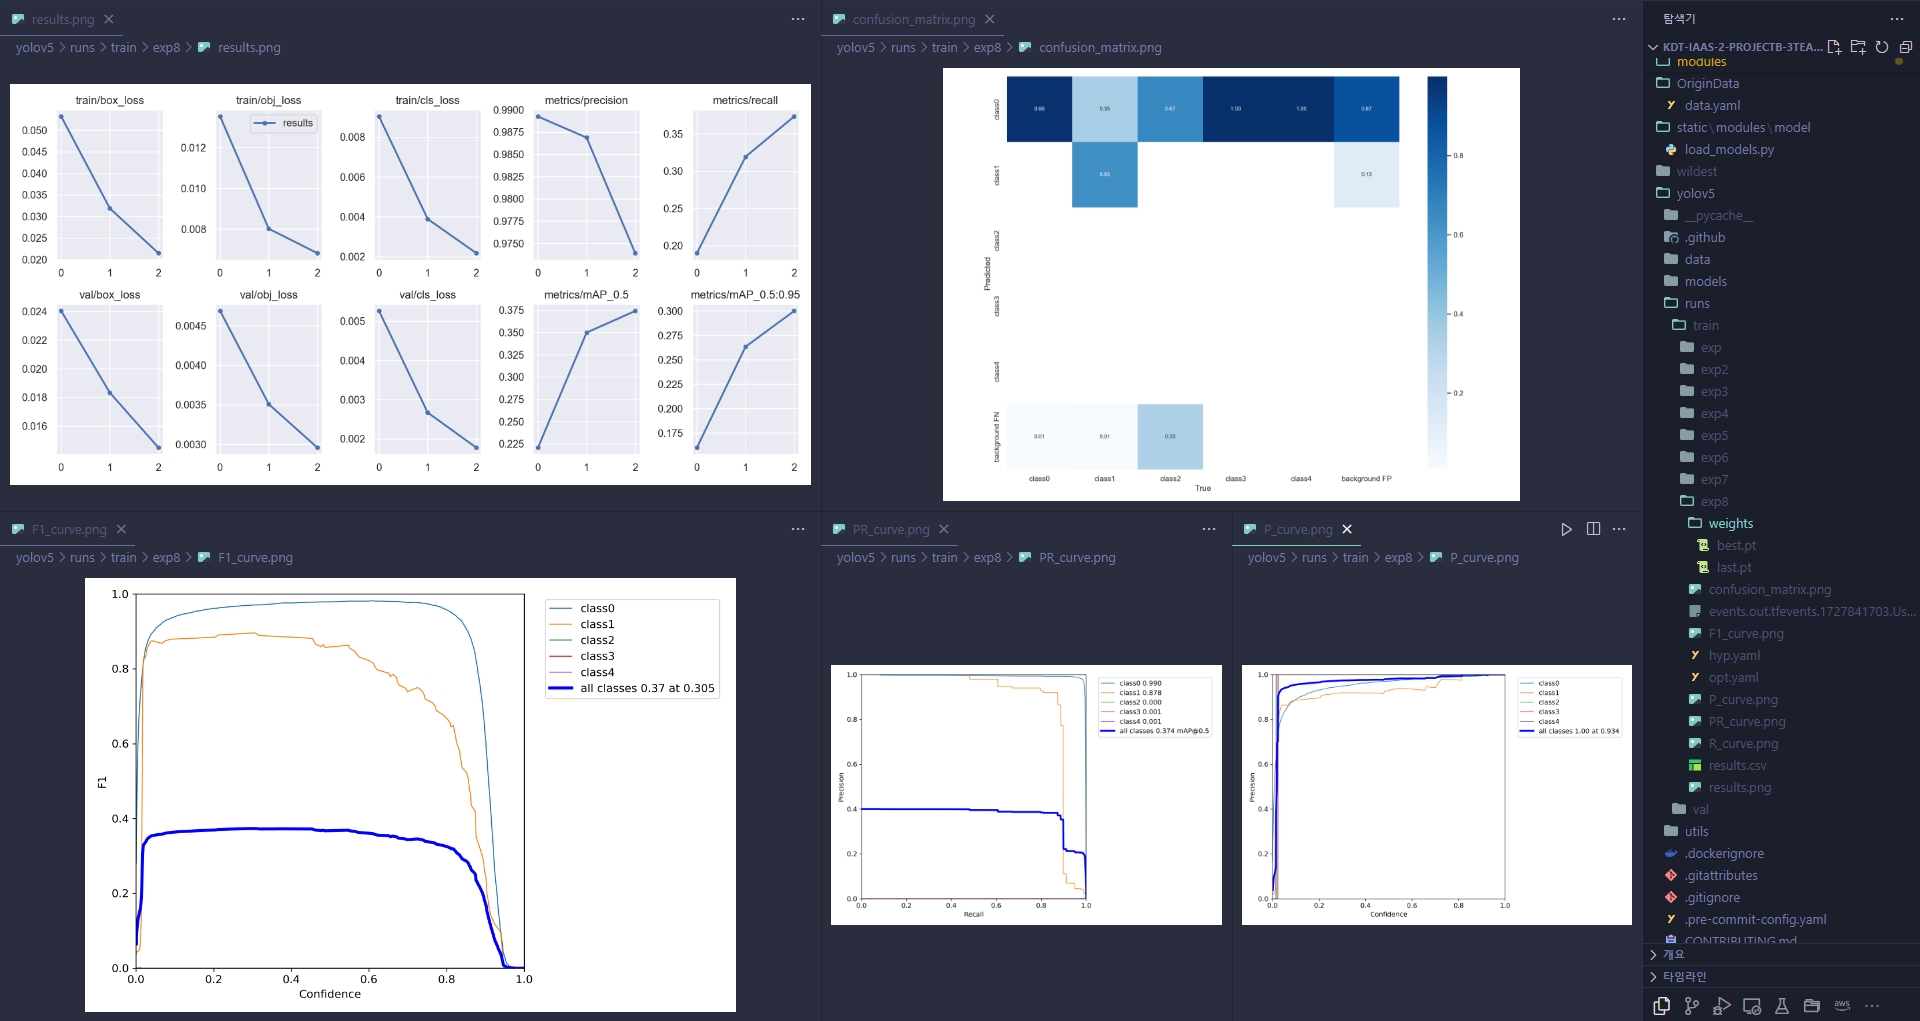 results.png
yolov5 > runs > train > exp8 > results.png
train/box_loss
train/obj_loss
train/cls_loss
metrics/precision
metrics/recall
results
0.050
0.045
0.040
0.035
0.030
0.025
0.020
0 1 2
0.012
0.010
0.008
0 1 2
0.008
0.006
0.004
0.002
0 1 2
0.9900
0.9875
0.9850
0.9825
0.9800
0.9775
0.9750
0 1 2
0.35
0.30
0.25
0.20
0 1 2
val/box_loss
val/obj_loss
val/cls_loss
metrics/mAP_0.5
metrics/mAP_0.5:0.95
0.024
0.022
0.020
0.018
0.016
0 1 2
0.0045
0.0040
0.0035
0.0030
0 1 2
0.005
0.004
0.003
0.002
0 1 2
0.375
0.350
0.325
0.300
0.275
0.250
0.225
0 1 2
0.300
0.275
0.250
0.225
0.200
0.175
0 1 2
confusion_matrix.png
yolov5 > runs > train > exp8 > confusion_matrix.png
class0
class1
class2
class3
class4
background FN
Predicted
0.99 0.36 0.67 1.00 1.00 0.87
0.63 0.13
0.01 0.01 0.33
class0 class1 class2 class3 class4 background FP
True
0.8
0.6
0.4
0.2
F1_curve.png
yolov5 > runs > train > exp8 > F1_curve.png
1.0
0.8
0.6
0.4
0.2
0.0
F1
0.0 0.2 0.4 0.6 0.8 1.0
Confidence
class0
class1
class2
class3
class4
all classes 0.37 at 0.305
PR_curve.png
yolov5 > runs > train > exp8 > PR_curve.png
1.0
0.8
0.6
0.4
0.2
0.0
Precision
0.0 0.2 0.4 0.6 0.8 1.0
Recall
class0 0.990
class1 0.878
class2 0.000
class3 0.001
class4 0.001
all classes 0.374 mAP@0.5
P_curve.png
yolov5 > runs > train > exp8 > P_curve.png
1.0
0.8
0.6
0.4
0.2
0.0
Precision
0.0 0.2 0.4 0.6 0.8 1.0
Confidence
class0
class1
class2
class3
class4
all classes 1.00 at 0.934
탐색기
KDT-IAAS-2-PROJECTB-3TEA...
modules
OriginData
data.yaml
static\modules\model
load_models.py
wildest
yolov5
__pycache__
.github
data
models
runs
train
exp
exp2
exp3
exp4
exp5
exp6
exp7
exp8
weights
best.pt
last.pt
confusion_matrix.png
events.out.tfevents.1727841703.Us...
F1_curve.png
hyp.yaml
opt.yaml
P_curve.png
PR_curve.png
R_curve.png
results.csv
results.png
val
utils
.dockerignore
.gitattributes
.gitignore
.pre-commit-config.yaml
CONTRIBUTING.md
개요
타임라인
aws